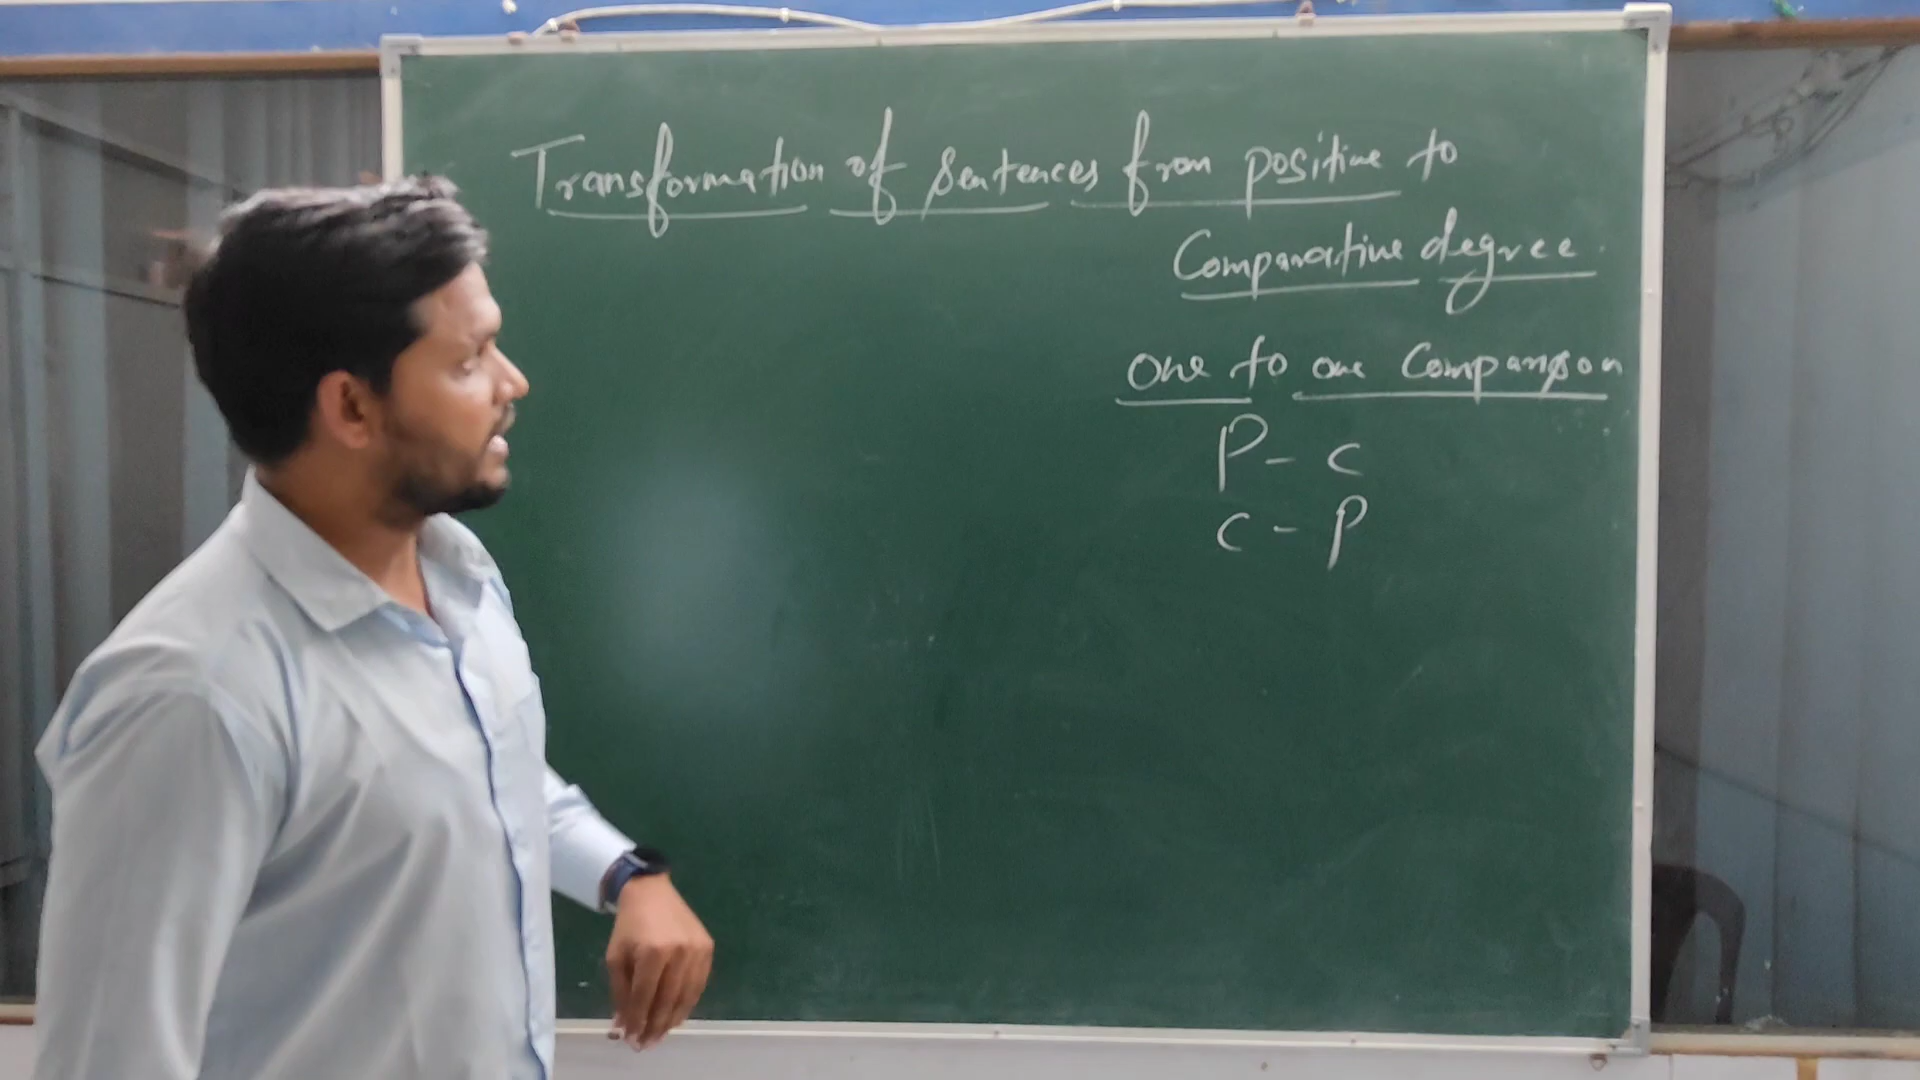 Transformation of sentences from positive to
Comparative degree
one to one Comparison
P - C
C - P